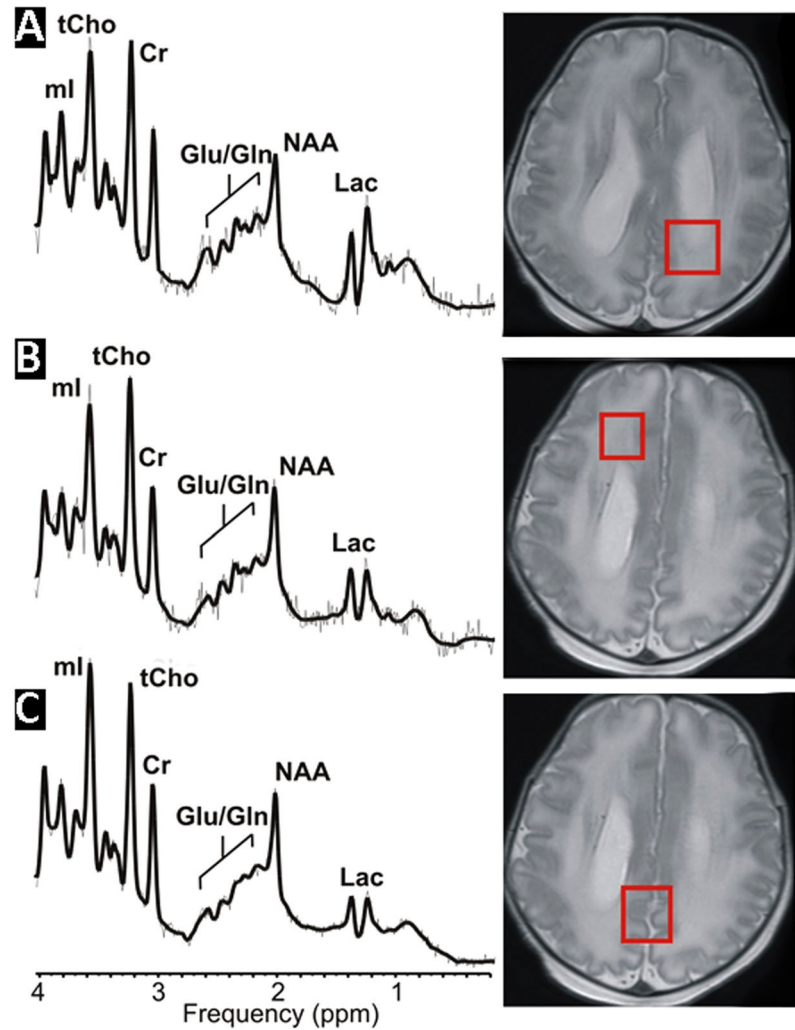 A
tCho
Cr
mI
Glu/Gln
NAA
Lac
B
tCho
mI
Cr
Glu/Gln
NAA
Lac
C
mI
tCho
Cr
NAA
Glu/Gln
Lac
4 3 2 1
Frequency (ppm)